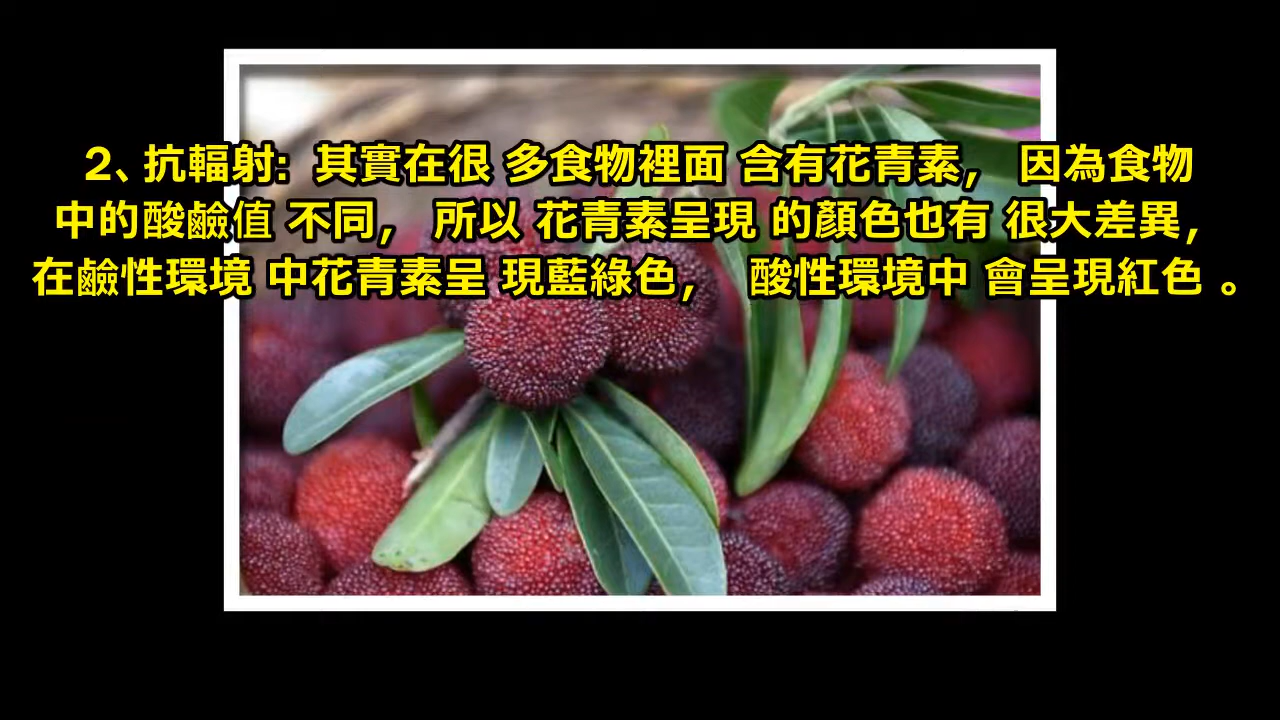 2、抗輻射: 其實在很 多食物裡面 含有花青素， 因為食物
中的酸鹼值 不同， 所以 花青素呈現 的顏色也有 很大差異，
在鹼性環境 中花青素呈 現藍綠色， 酸性環境中 會呈現紅色 。